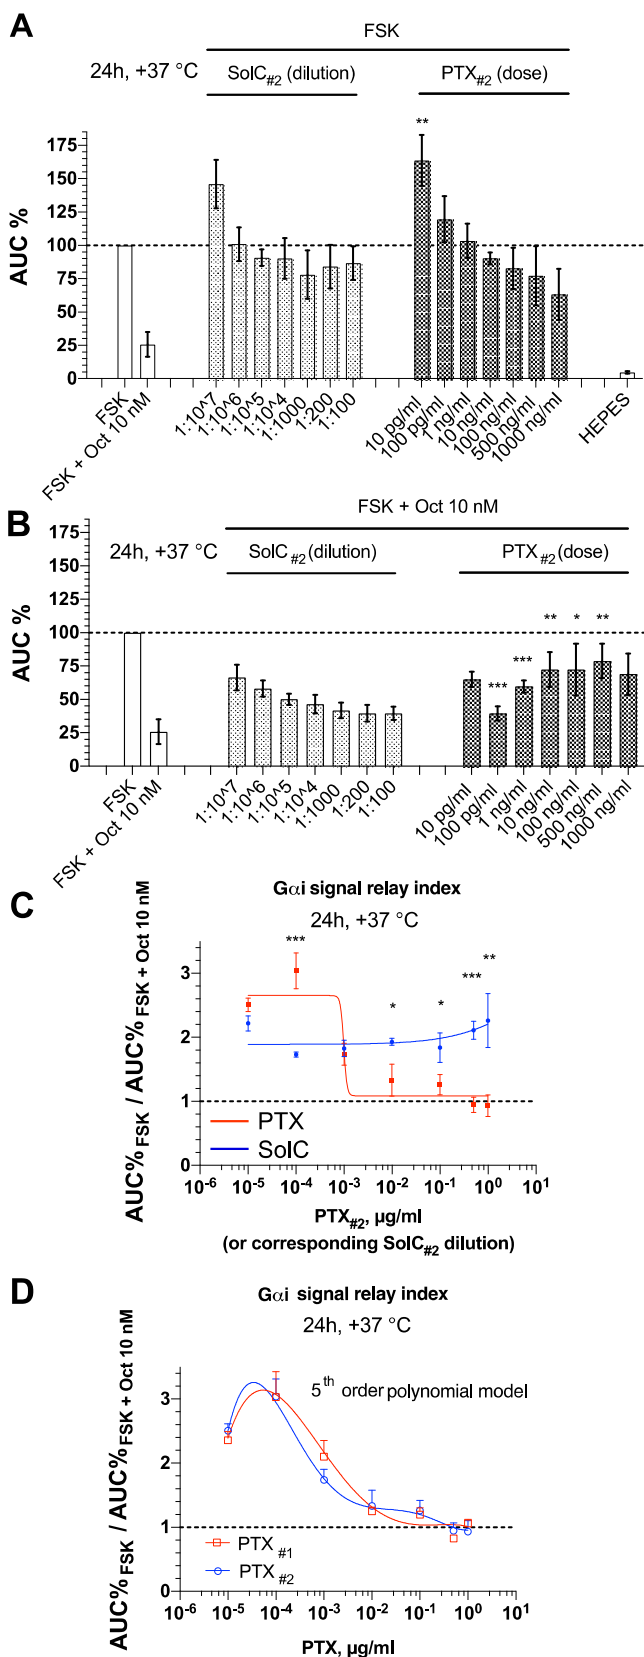 A
FSK
24h, +37 °C
SolC#2 (dilution)
PTX#2 (dose)
AUC %
175
150
125
100
75
50
25
0
**
FSK
FSK + Oct 10 nM
1:10^7
1:10^6
1:10^5
1:10^4
1:1000
1:200
1:100
10 pg/ml
100 pg/ml
1 ng/ml
10 ng/ml
100 ng/ml
500 ng/ml
1000 ng/ml
HEPES
B
FSK + Oct 10 nM
24h, +37 °C
SolC #2 (dilution)
PTX #2 (dose)
AUC %
175
150
125
100
75
50
25
0
*** *** ** * **
FSK
FSK + Oct 10 nM
1:10^7
1:10^6
1:10^5
1:10^4
1:1000
1:200
1:100
10 pg/ml
100 pg/ml
1 ng/ml
10 ng/ml
100 ng/ml
500 ng/ml
1000 ng/ml
C
Gαi signal relay index
24h, +37 °C
AUC%FSK / AUC%FSK + Oct 10 nM
3
2
1
0
*** * * *** **
PTX
SolC
10-6 10-5 10-4 10-3 10-2 10-1 100 101
PTX#2, µg/ml
(or corresponding SolC#2 dilution)
D
Gαi signal relay index
24h, +37 °C
5th order polynomial model
AUC%FSK / AUC%FSK + Oct 10 nM
3
2
1
0
PTX #1
PTX #2
10-6 10-5 10-4 10-3 10-2 10-1 100 101
PTX, µg/ml